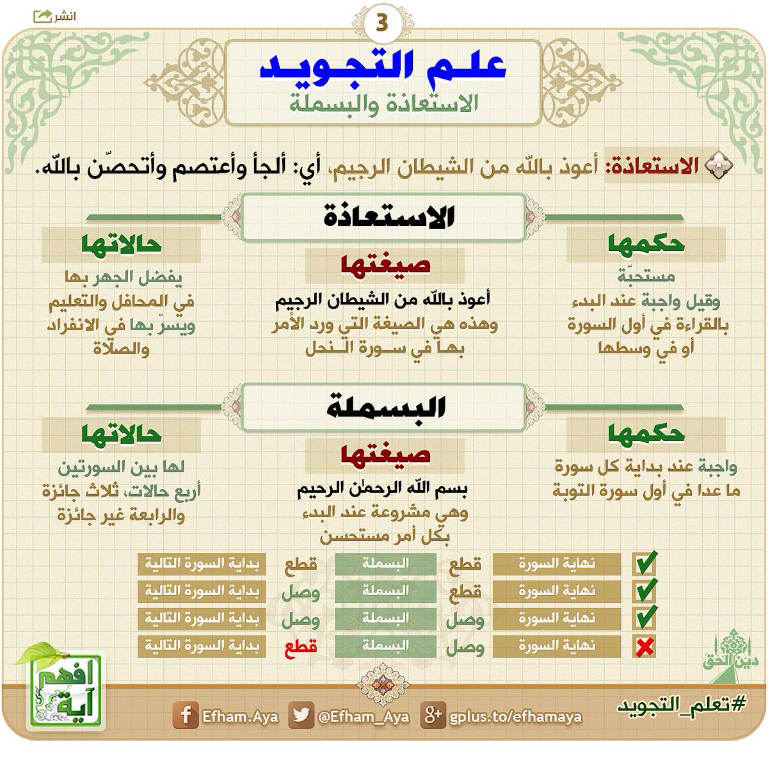 انشر
3
علم التجويد
الاستعاذة والبسملة
الاستعاذة: أعوذ بالله من الشيطان الرجيم، أي: ألجأ وأعتصم وأتحصّن بالله.
الاستعاذة
حكمها
مستحبّة
وقيل واجبة عند البدء
بالقراءة في أول السورة
أو في وسطها
صيغتها
أعوذ بالله من الشيطان الرجيم
وهذه هي الصيغة التي ورد الأمر
بها في سورة النحل
حالاتها
يفضل الجهر بها
في المحافل والتعليم
ويسرّ بها في الانفراد
والصلاة
البسملة
حكمها
واجبة عند بداية كل سورة
ما عدا في أول سورة التوبة
صيغتها
بسم الله الرحمٰن الرحيم
وهي مشروعة عند البدء
بكل أمر مستحسن
حالاتها
لها بين السورتين
أربع حالات، ثلاث جائزة
والرابعة غير جائزة
نهاية السورة قطع البسملة قطع بداية السورة التالية
نهاية السورة قطع البسملة وصل بداية السورة التالية
نهاية السورة وصل البسملة وصل بداية السورة التالية
نهاية السورة وصل البسملة قطع بداية السورة التالية
دين الحق
#تعلم_التجويد
افهم
آية
Efham.Aya @Efham_Aya gplus.to/efhamaya